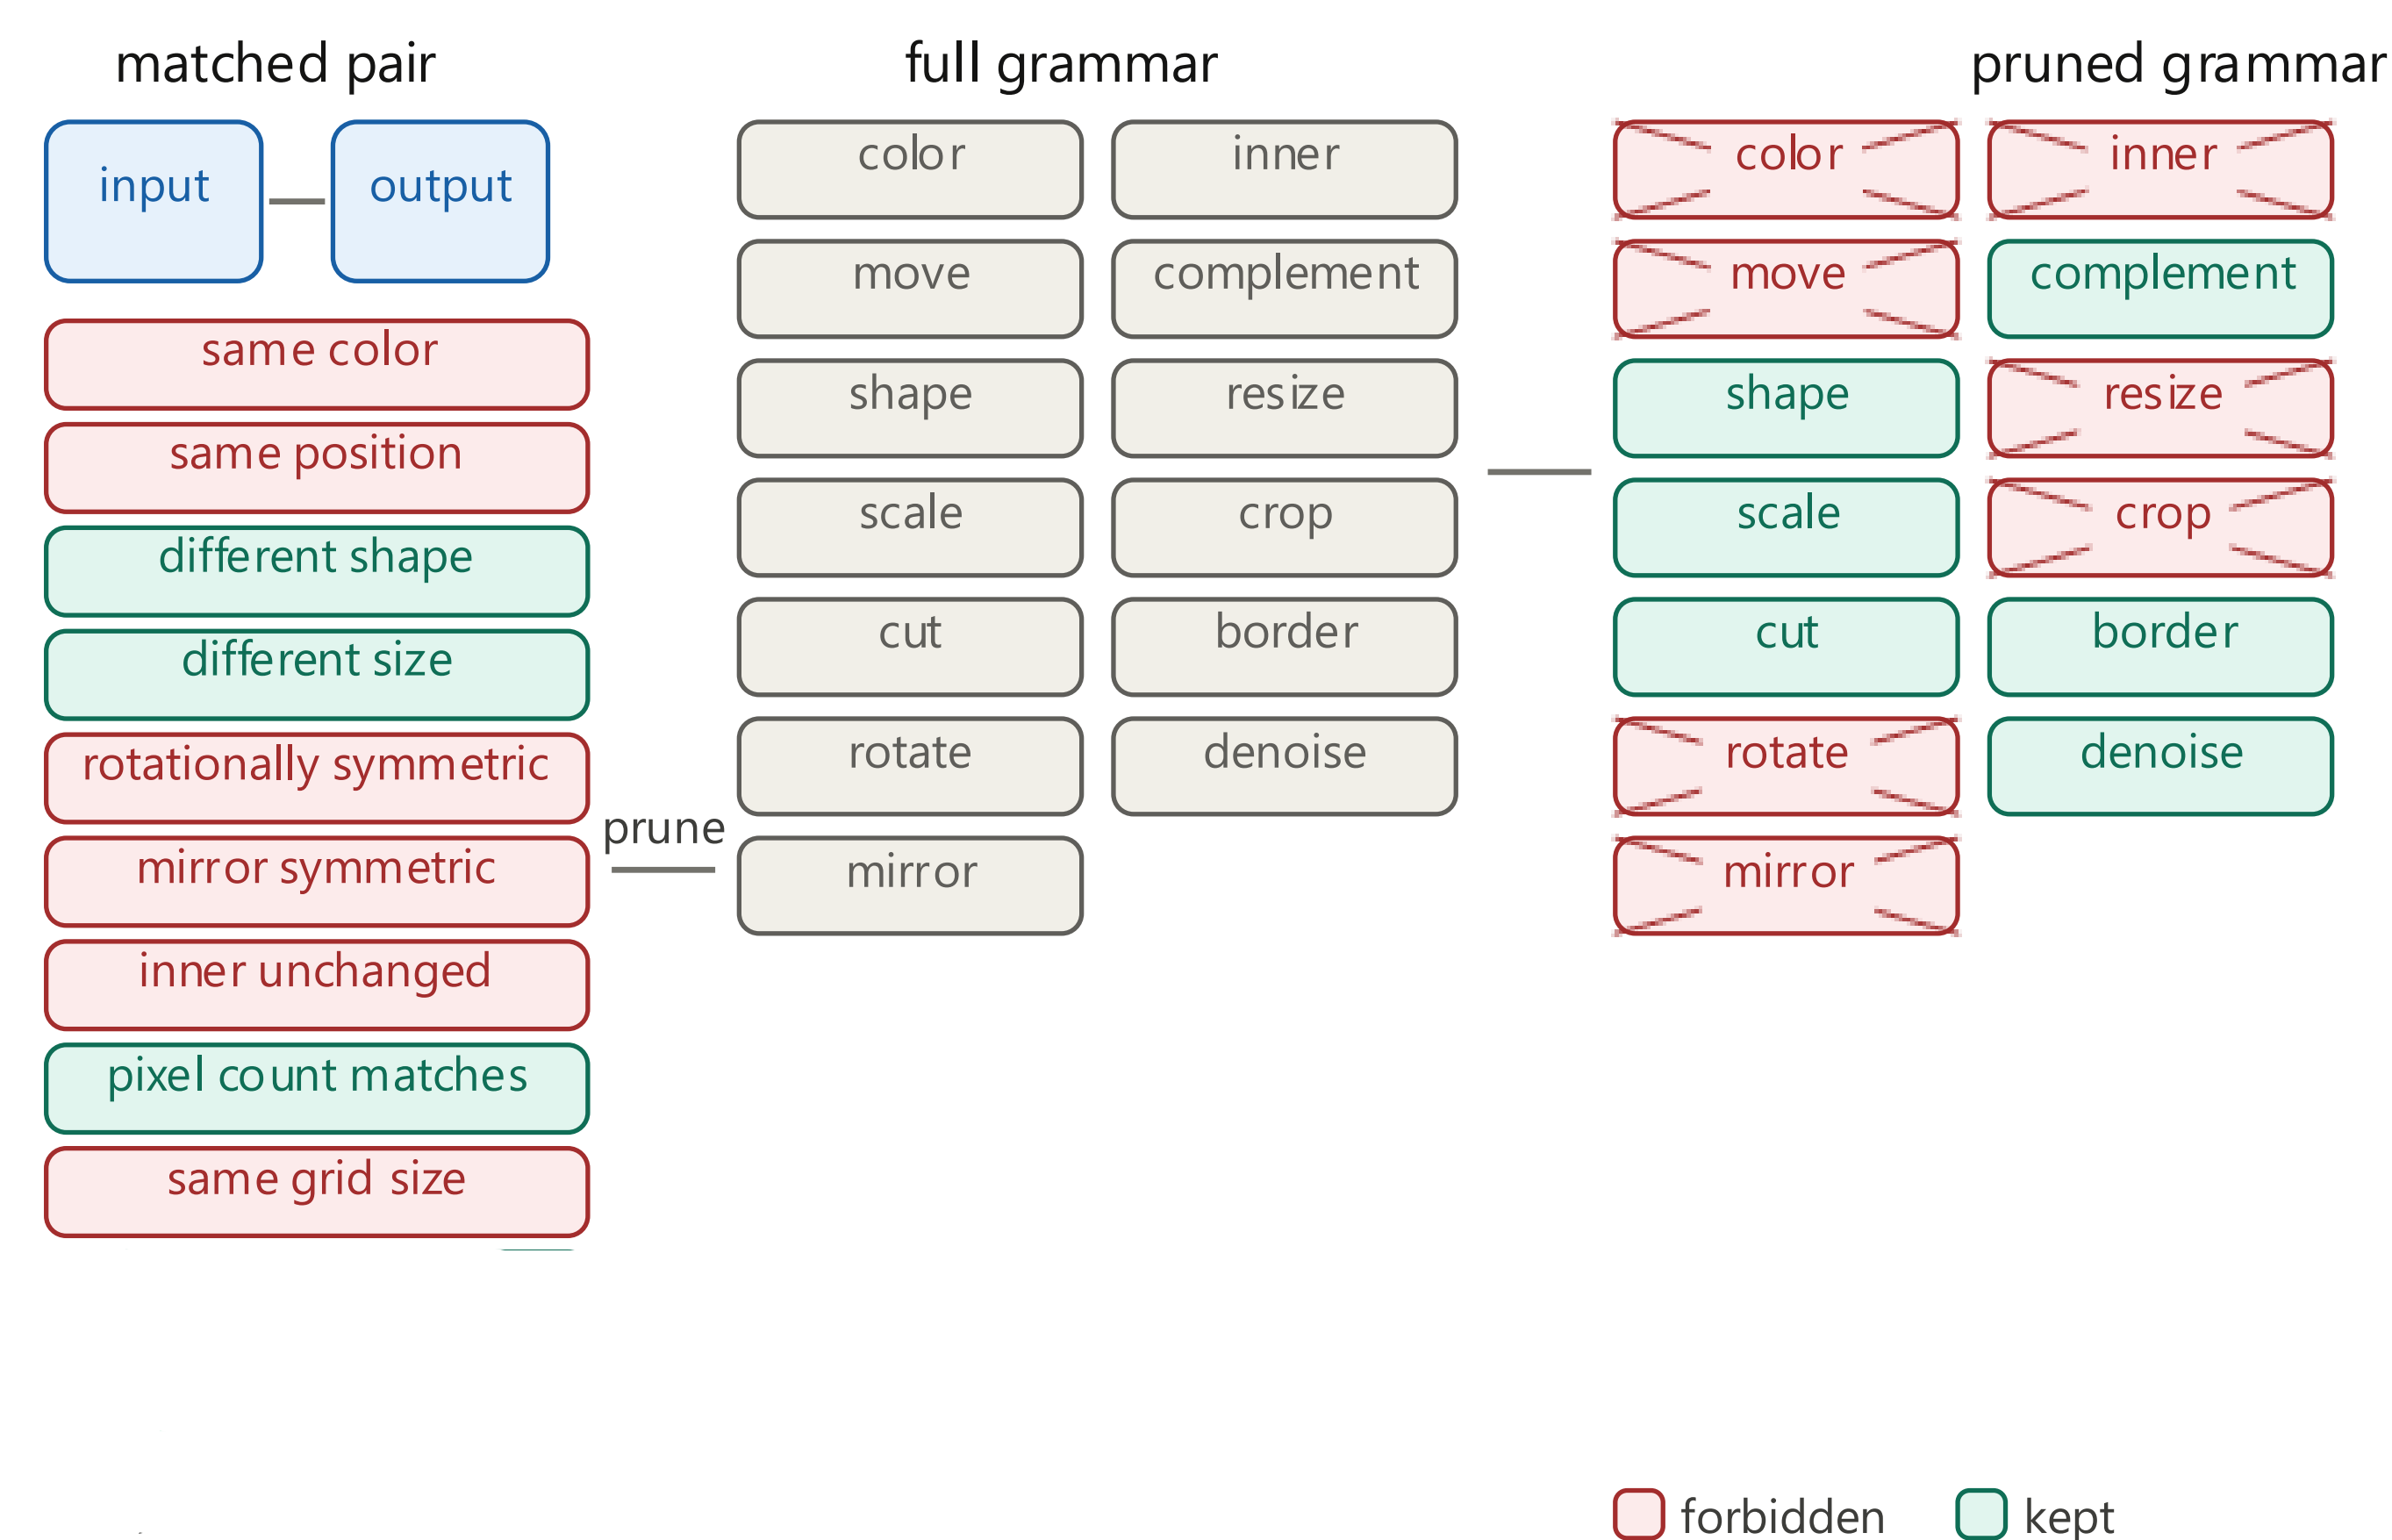 matched pair
input
output
same color
same position
different shape
different size
rotationally symmetric
mirror symmetric
inner unchanged
pixel count matches
same grid size
prune
full grammar
color
inner
move
complement
shape
resize
scale
crop
cut
border
rotate
denoise
mirror
pruned grammar
color
inner
move
complement
shape
resize
scale
crop
cut
border
rotate
denoise
mirror
forbidden
kept